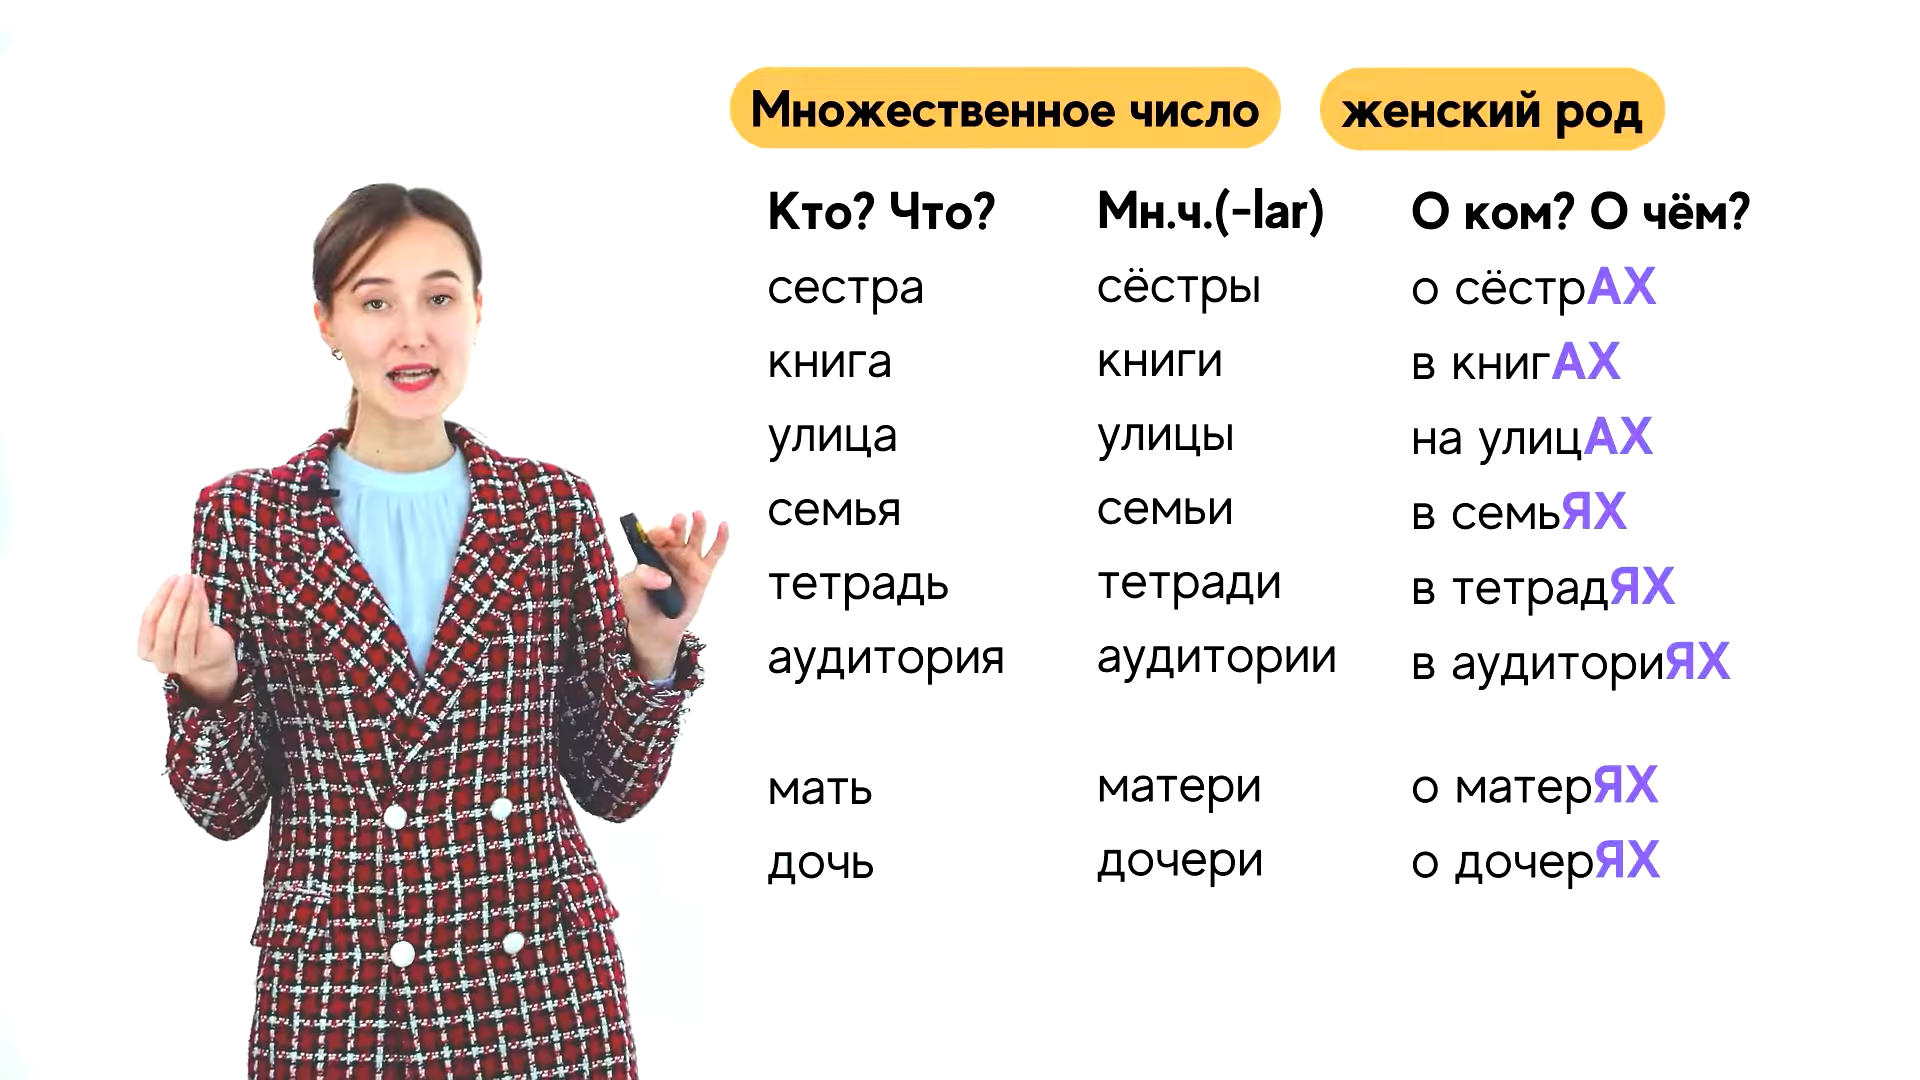 Множественное число женский род
Кто? Что? Мн.ч.(-lar) О ком? О чём?
сестра сёстры о сёстрАХ
книга книги в книгАХ
улица улицы на улицАХ
семья семьи в семьЯХ
тетрадь тетради в тетрадЯХ
аудитория аудитории в аудиториЯХ
мать матери о матерЯХ
дочь дочери о дочерЯХ